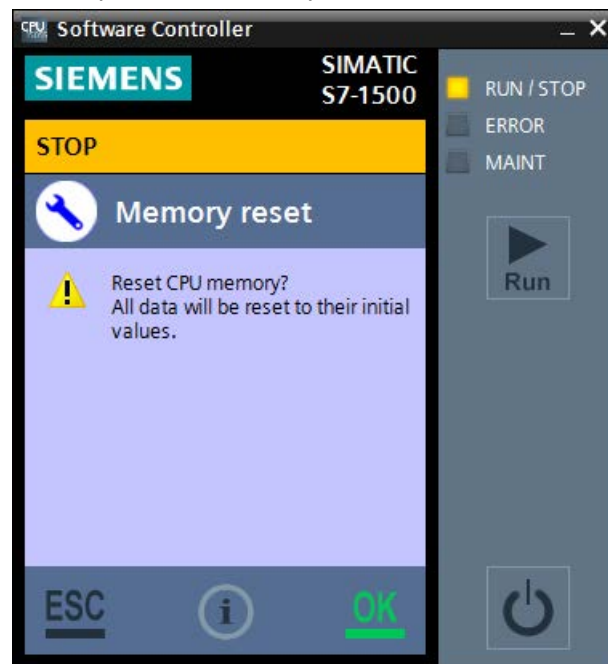 CPU Software Controller
SIEMENS
SIMATIC
S7-1500
STOP
Memory reset
Reset CPU memory?
All data will be reset to their initial
values.
ESC
i
OK
RUN / STOP
ERROR
MAINT
Run